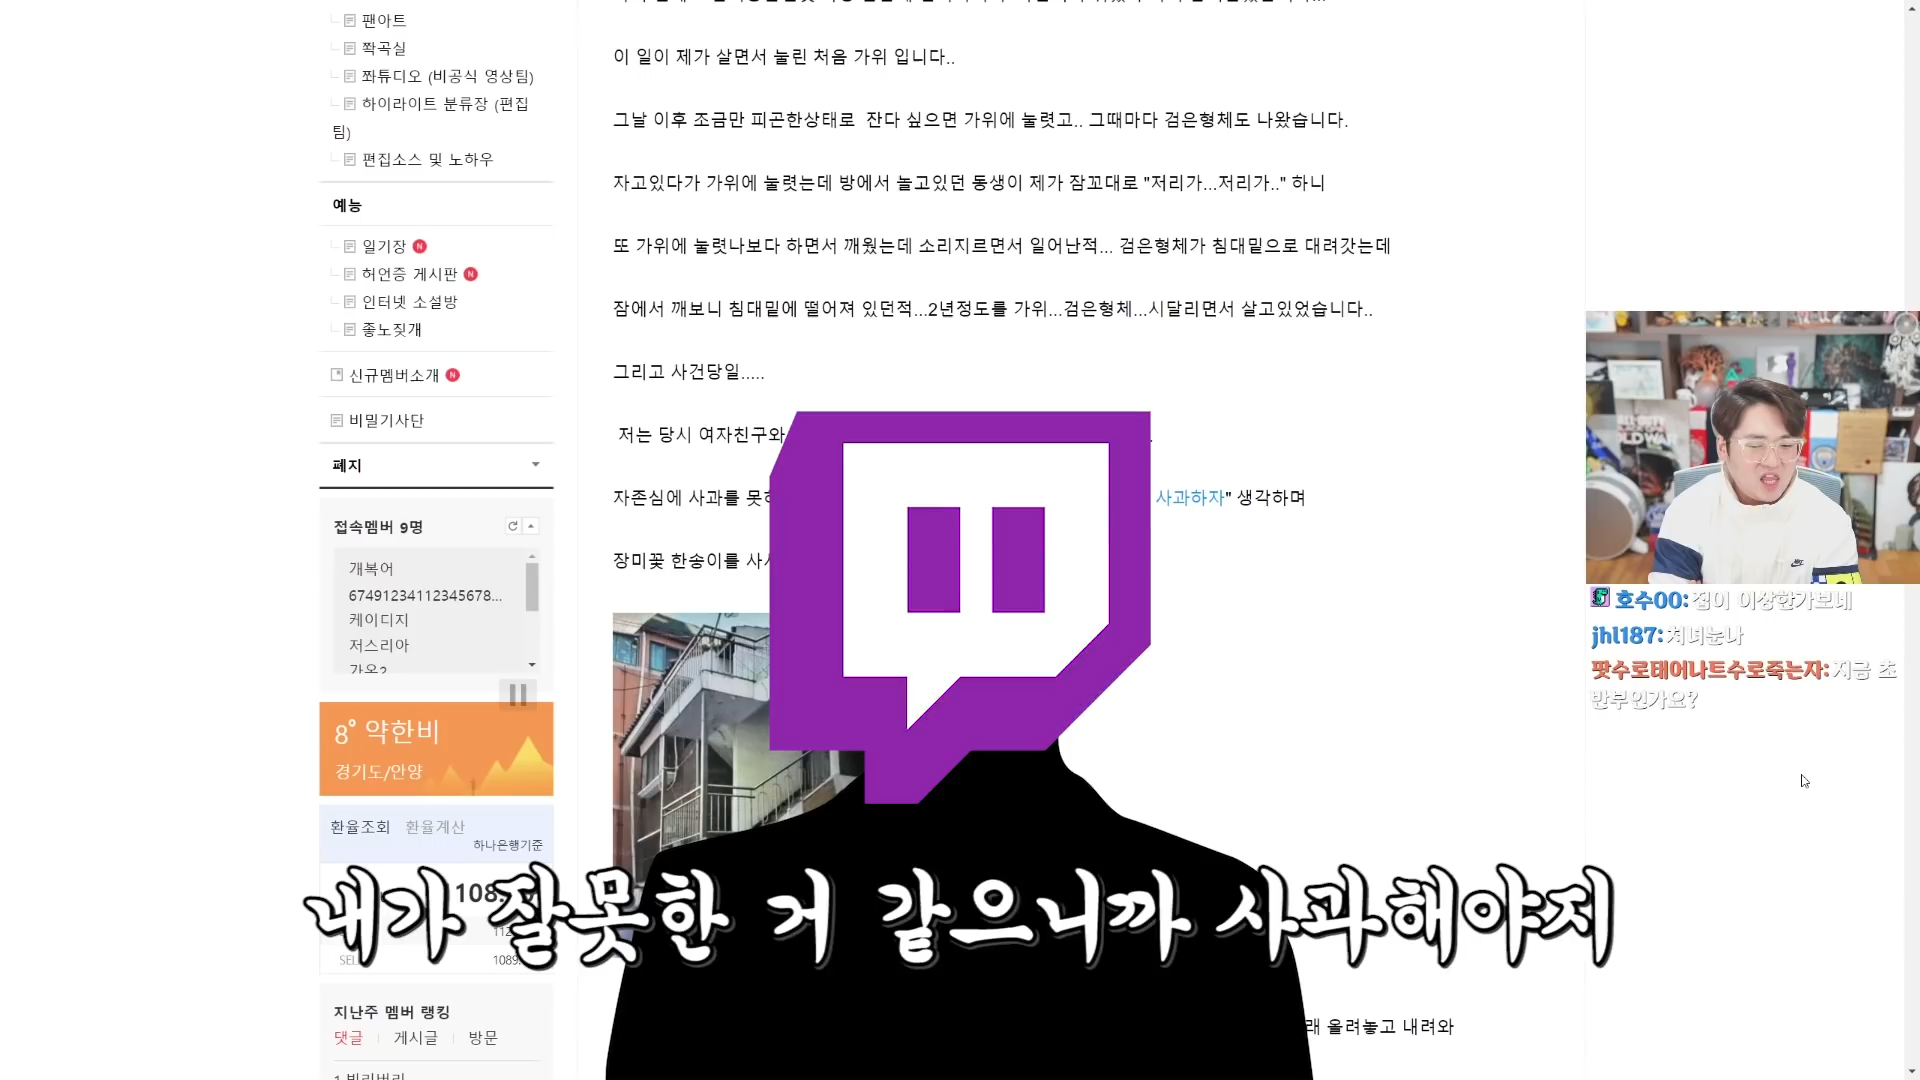 팬아트
쫙곡실
쫘튜디오 (비공식 영상팀)
하이라이트 분류장 (편집
팀)
편집소스 및 노하우
예능
일기장 N
허언증 게시판 N
인터넷 소설방
좋노짖개
신규멤버소개 N
비밀기사단
페지
접속멤버 9명
개복어
67491234112345678...
케이디지
저스리아
8° 약한비
경기도/안양
환율조회 환율계산
하나은행기준
108
112
SEL
1089.
지난주 멤버 랭킹
댓글 게시글 방문
이 일이 제가 살면서 눌린 처음 가위 입니다..
그날 이후 조금만 피곤한상태로 잔다 싶으면 가위에 눌렷고.. 그때마다 검은형체도 나왔습니다.
자고있다가 가위에 눌렷는데 방에서 놀고있던 동생이 제가 잠꼬대로 "저리가...저리가.." 하니
또 가위에 눌렷나보다 하면서 깨웠는데 소리지르면서 일어난적... 검은형체가 침대밑으로 대려갓는데
잠에서 깨보니 침대밑에 떨어져 있던적...2년정도를 가위...검은형체...시달리면서 살고있었습니다..
그리고 사건당일.....
저는 당시 여자친구와
자존심에 사과를 못 사과하자" 생각하며
장미꽃 한송이를
래 올려놓고 내려와
내가 잘못한 거 같으니까 사과해야지
호수00: 집이 이상한가보네
jhl187: 처녀눈나
팟수로태어나트수로죽는자: 지금 초
반부인가요?